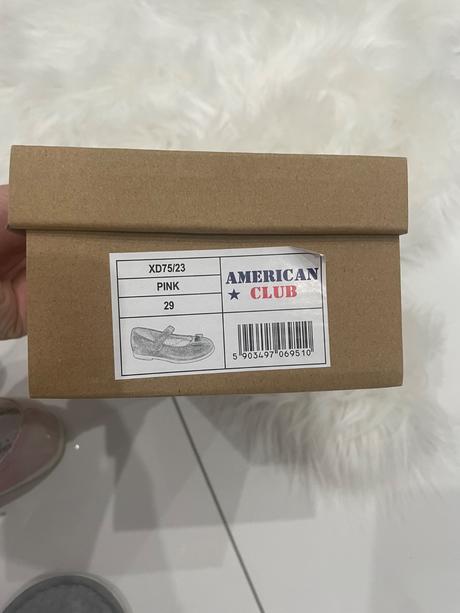 XD75/23
PINK
29
AMERICAN
★ CLUB
5 903497 069510